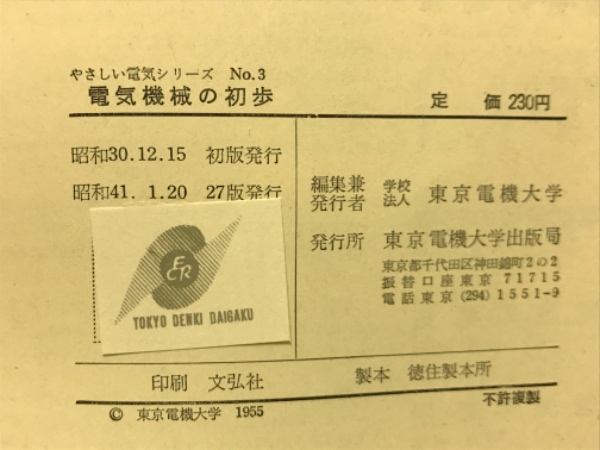 やさしい電気シリーズ No.3
電気機械の初歩
定 価 230円
昭和30.12.15 初版発行
昭和41. 1.20 27版発行
編集兼
発行者
学校
法人
東京電機大学
発行所 東京電機大学出版局
東京都千代田区神田錦町2の2
振替口座東京 71715
電話東京(294)1551-9
ECR
TOKYO DENKI DAIGAKU
印刷 文弘社
製本 徳住製本所
不許複製
© 東京電機大学 1955